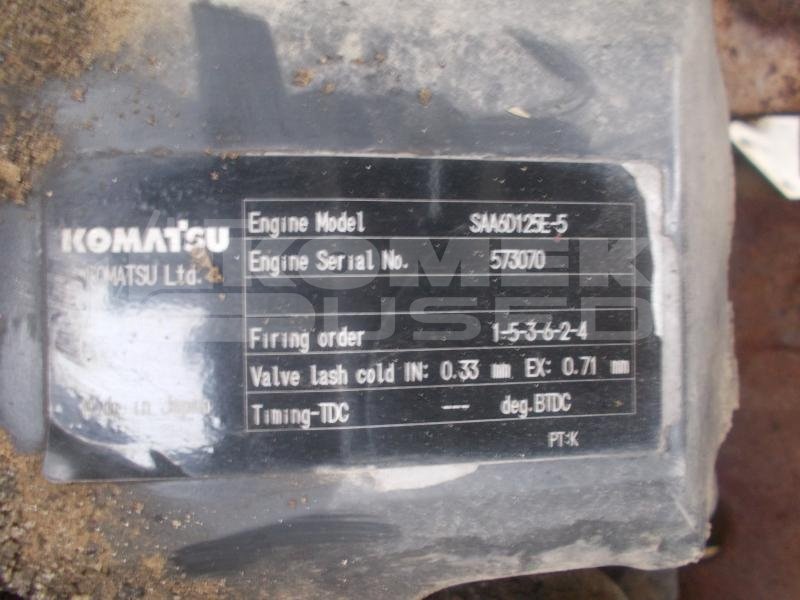 KOMATSU
KOMATSU Ltd.
Made in Japan
Engine Model SAA6D125E-5
Engine Serial No. 573070
Firing order 1-5-3-6-2-4
Valve lash cold IN: 0.33 mm EX: 0.71 mm
Timing-TDC --- deg.BTDC
PT:K
KOMEK
USED